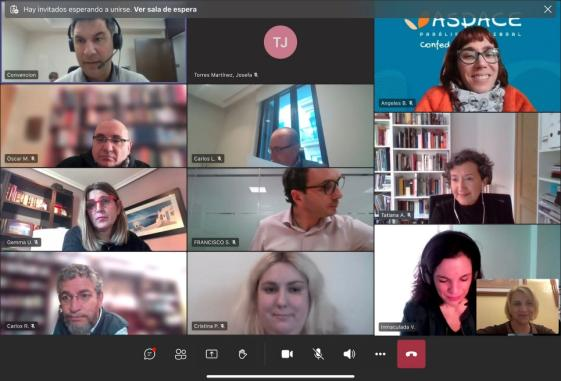 Hay invitados esperando a unirse. Ver sala de espera
Convencion
TJ
Torres Martínez, Josefa
ASPACE
Confed
Angeles B.
Oscar M.
Carlos L.
Tatiana A.
Gemma U.
FRANCISCO S.
Carlos R.
Cristina P.
Inmaculada V.